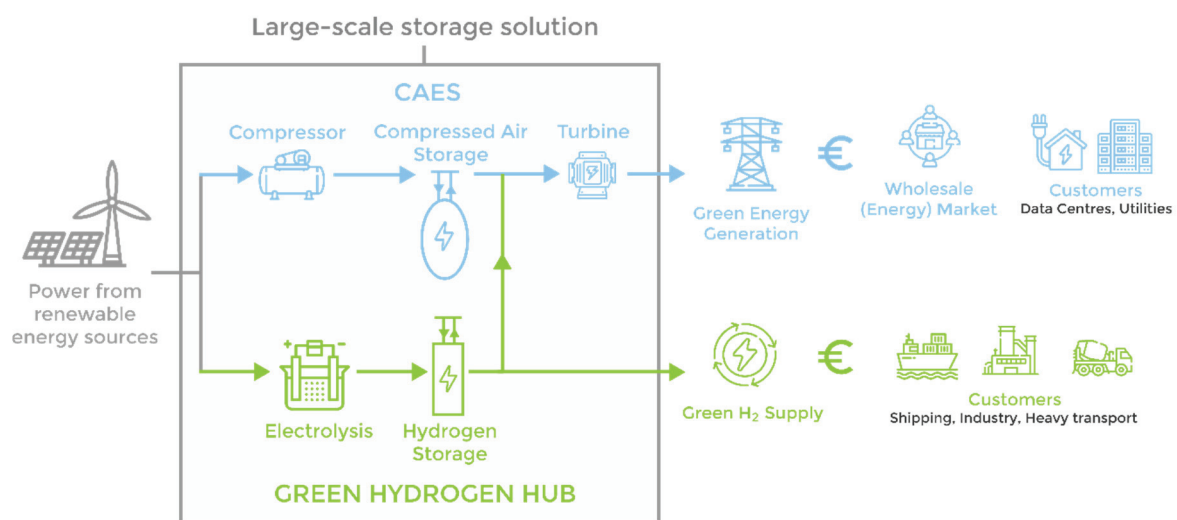 Large-scale storage solution
CAES
Compressor
Compressed Air
Storage
Turbine
Power from
renewable
energy sources
Green Energy
Generation
€
Wholesale
(Energy) Market
Customers
Data Centres, Utilities
+ −
Electrolysis
Hydrogen
Storage
Green H₂ Supply
€
Customers
Shipping, Industry, Heavy transport
GREEN HYDROGEN HUB